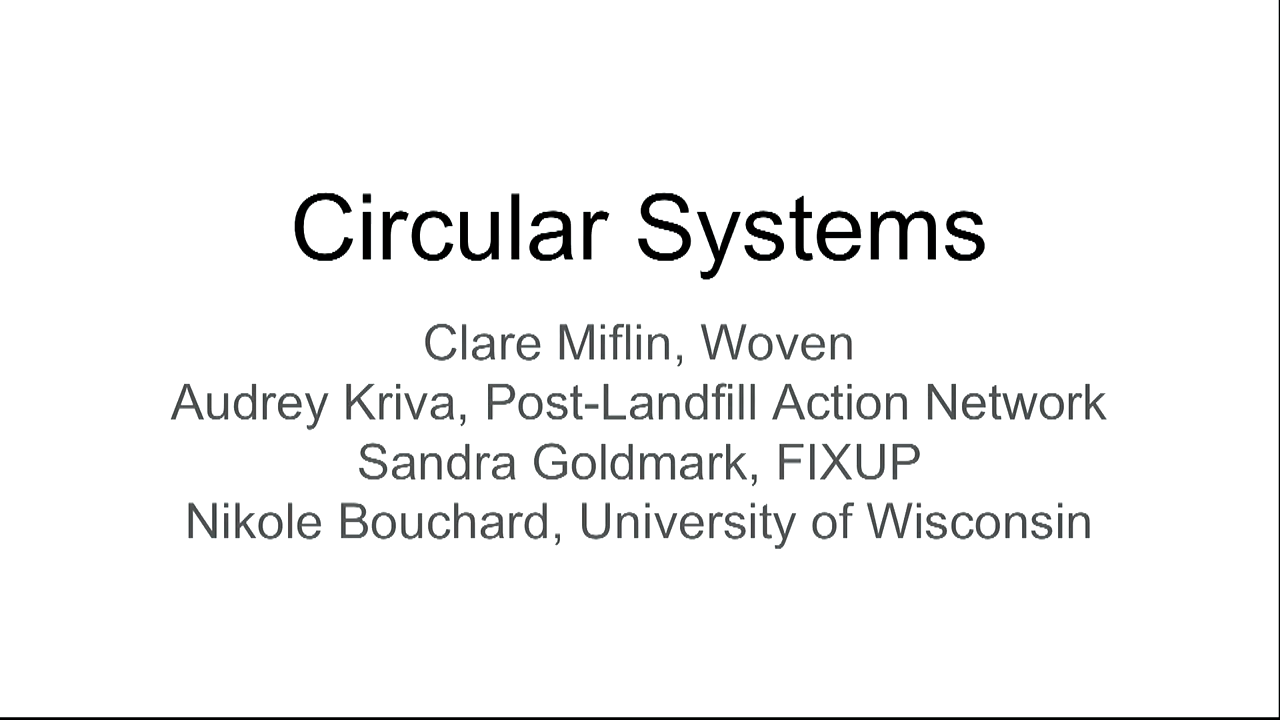 Circular Systems
Clare Miflin, Woven
Audrey Kriva, Post-Landfill Action Network
Sandra Goldmark, FIXUP
Nikole Bouchard, University of Wisconsin